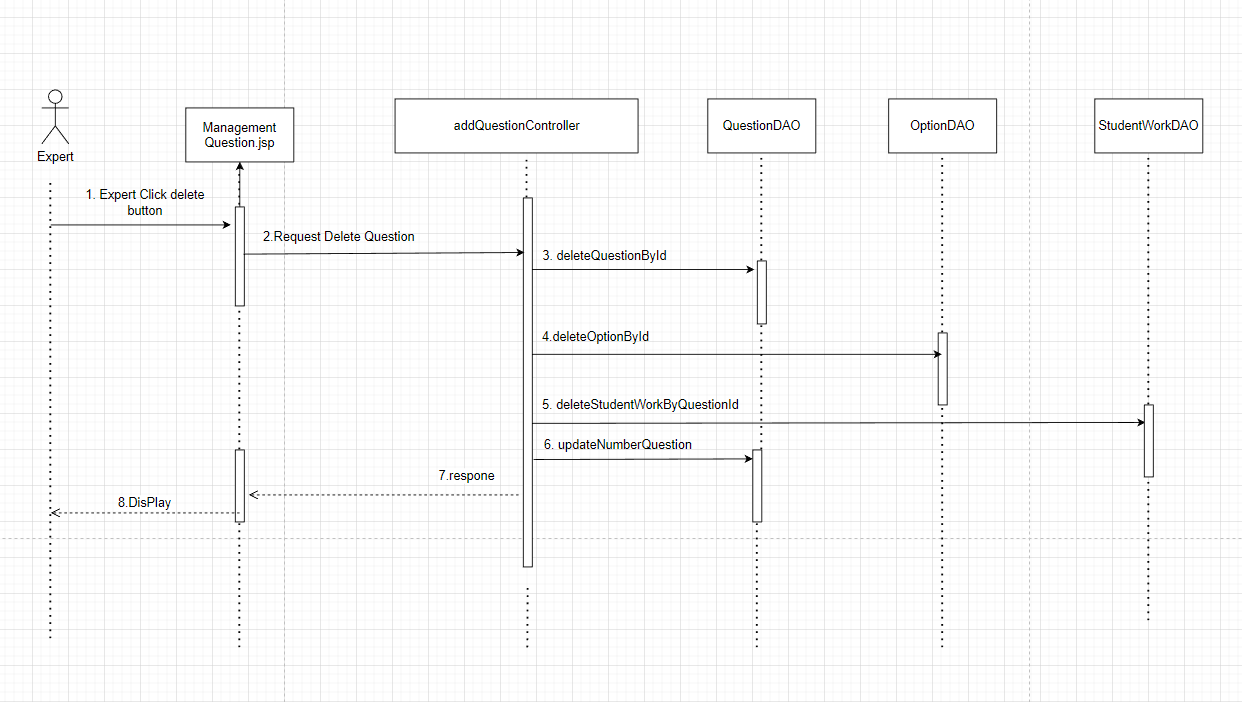 Management
Question.jsp
addQuestionController
QuestionDAO
OptionDAO
StudentWorkDAO
Expert
1. Expert Click delete
button
2.Request Delete Question
3. deleteQuestionById
4.deleteOptionById
5. deleteStudentWorkByQuestionId
6. updateNumberQuestion
7.respone
8.DisPlay